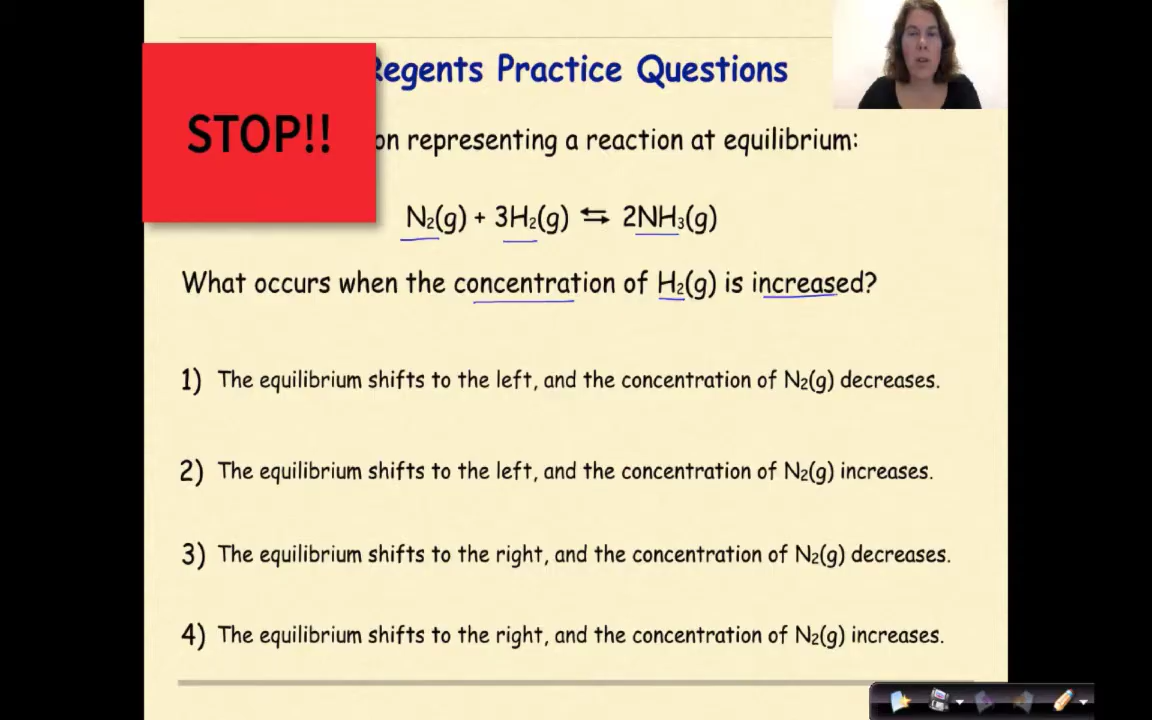 Regents Practice Questions
STOP!!
on representing a reaction at equilibrium:
N₂(g) + 3H₂(g) ⇆ 2NH₃(g)
What occurs when the concentration of H₂(g) is increased?
1) The equilibrium shifts to the left, and the concentration of N₂(g) decreases.
2) The equilibrium shifts to the left, and the concentration of N₂(g) increases.
3) The equilibrium shifts to the right, and the concentration of N₂(g) decreases.
4) The equilibrium shifts to the right, and the concentration of N₂(g) increases.